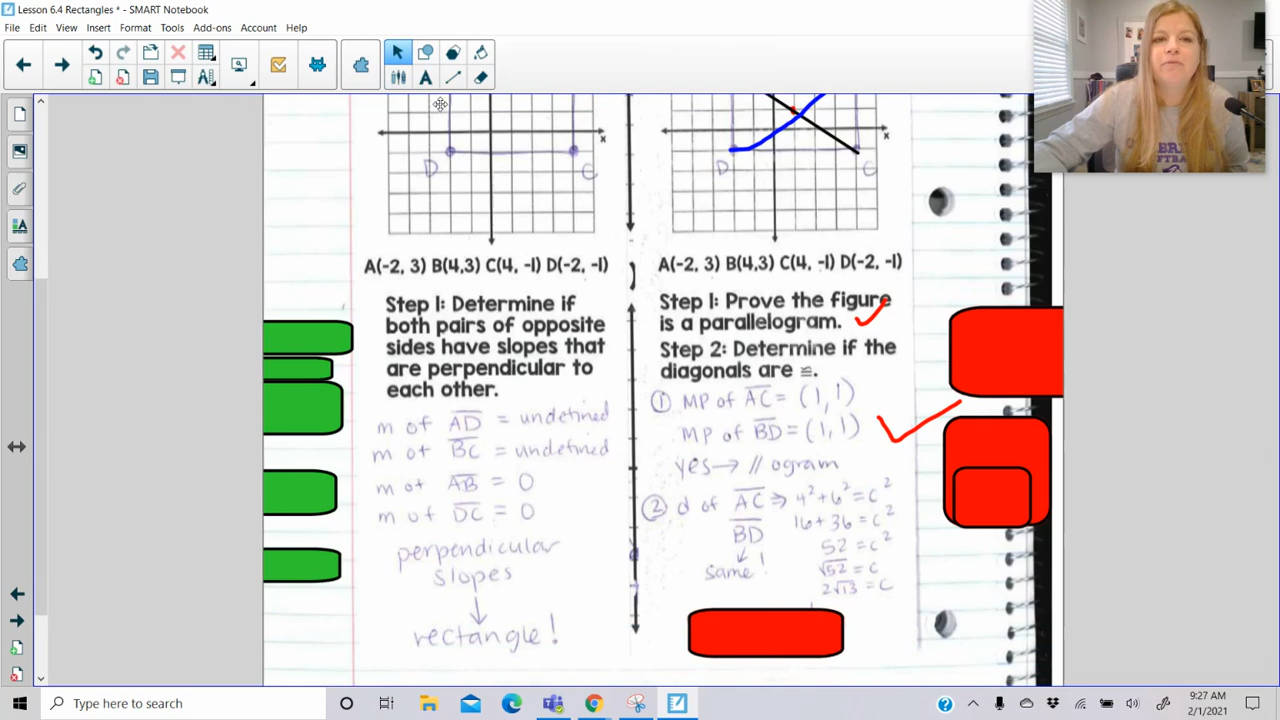 Lesson 6.4 Rectangles * - SMART Notebook
File Edit View Insert Format Tools Add-ons Account Help
x
D C
A(-2, 3) B(4,3) C(4, -1) D(-2, -1)
Step 1: Determine if
both pairs of opposite
sides have slopes that
are perpendicular to
each other.
m of AD = undefined
m of BC = undefined
m of AB = 0
m of DC = 0
perpendicular
slopes
rectangle!
x
D C
A(-2, 3) B(4,3) C(4, -1) D(-2, -1)
Step 1: Prove the figure
is a parallelogram.
Step 2: Determine if the
diagonals are ≅.
① MP of AC = (1, 1)
MP of BD = (1, 1)
yes → // ogram
② d of AC ⇒ 4² + 6² = c²
BD 16 + 36 = c²
52 = c²
same! √52 = c
2√13 = c
Type here to search
9:27 AM
2/1/2021